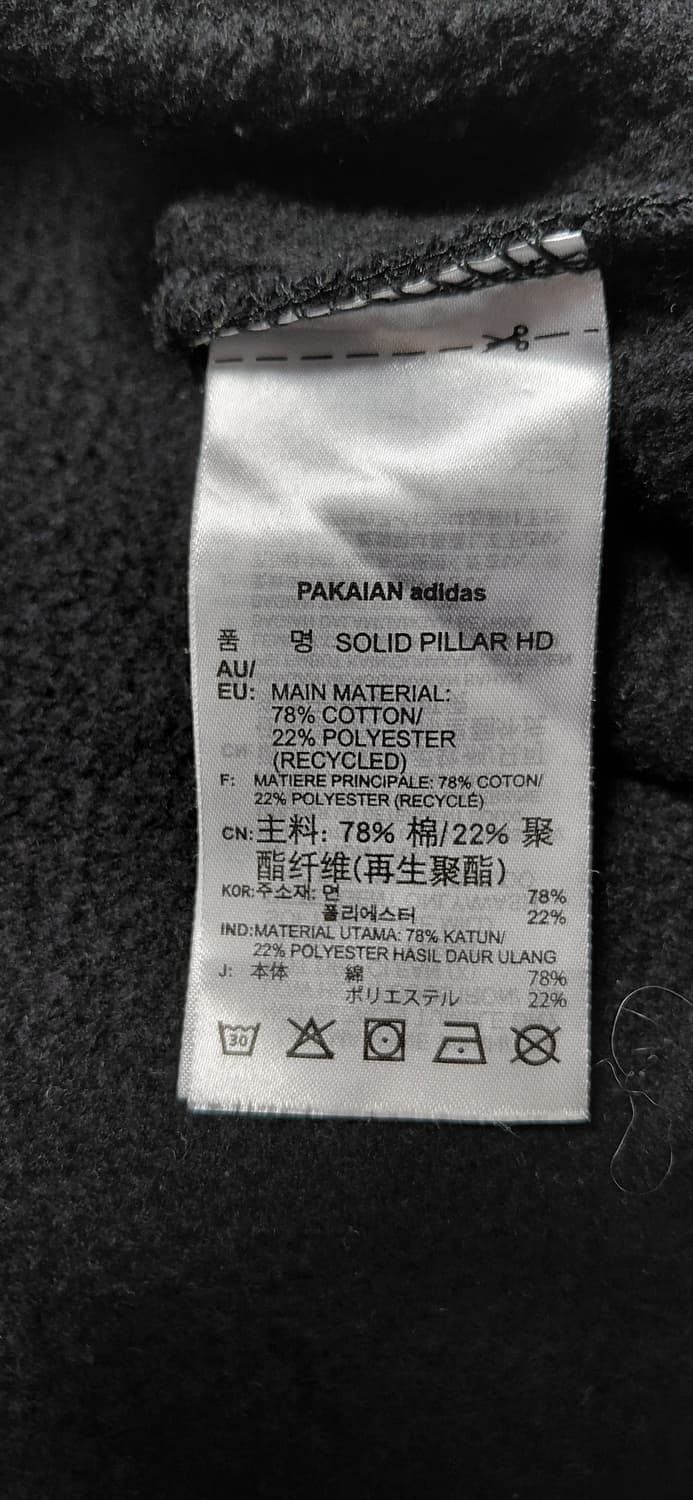 PAKAIAN adidas
품 명 SOLID PILLAR HD
AU/
EU: MAIN MATERIAL:
78% COTTON/
22% POLYESTER
(RECYCLED)
F: MATIERE PRINCIPALE: 78% COTON/
22% POLYESTER (RECYCLÉ)
CN:主料: 78% 棉/22% 聚
酯纤维(再生聚酯)
KOR:주소재: 면 78%
폴리에스터 22%
IND:MATERIAL UTAMA: 78% KATUN/
22% POLYESTER HASIL DAUR ULANG
J: 本体 綿 78%
ポリエステル 22%
30